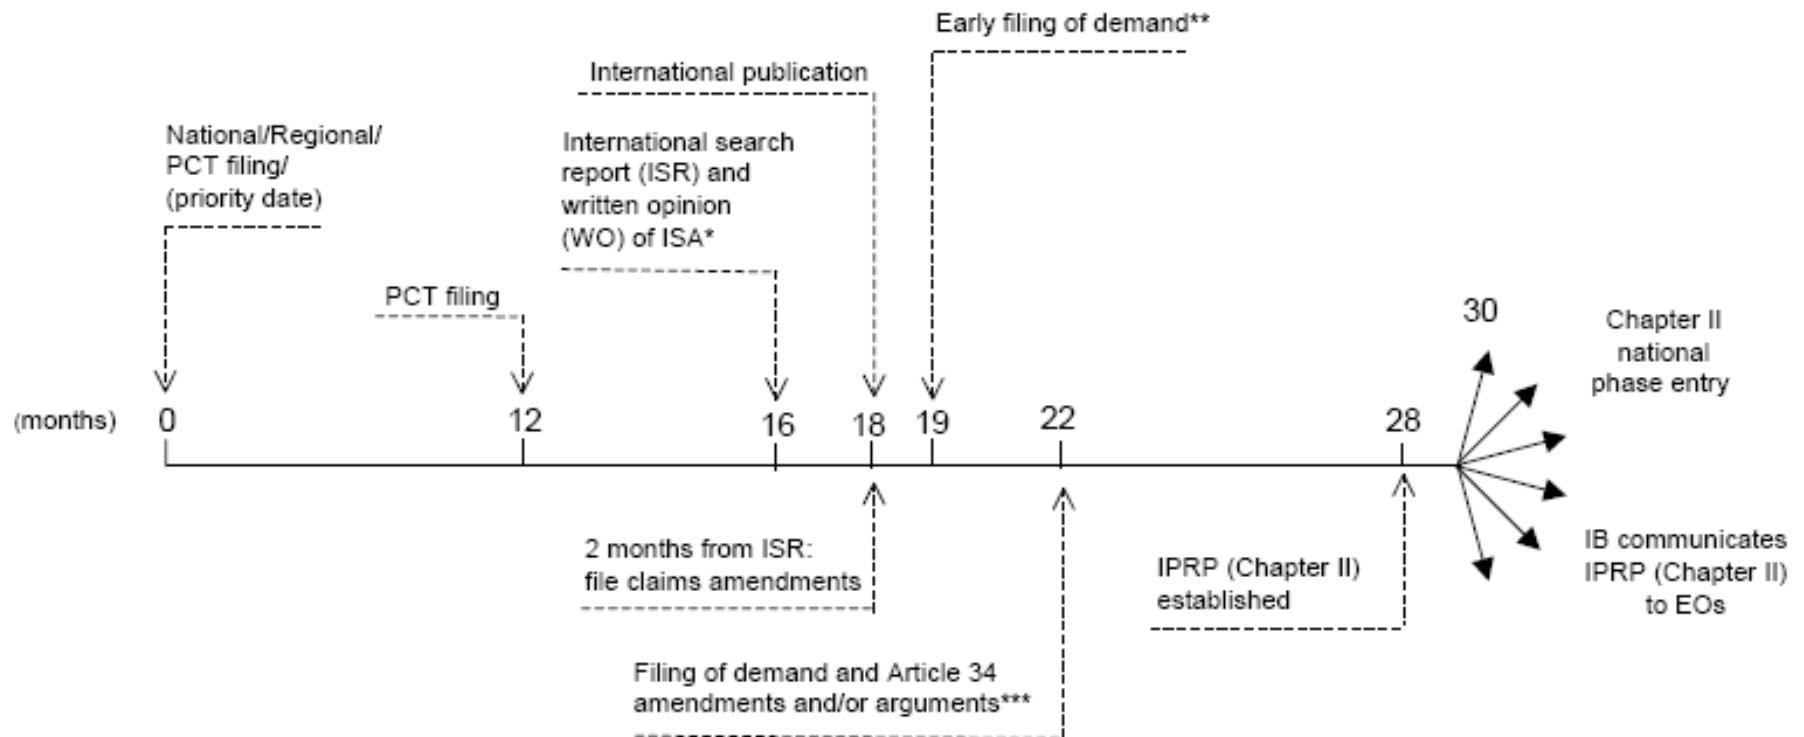 Early filing of demand**
International publication
National/Regional/
PCT filing/
(priority date)
International search
report (ISR) and
written opinion
(WO) of ISA*
PCT filing
30
Chapter II
national
phase entry
(months) 0 12 16 18 19 22 28
2 months from ISR:
file claims amendments
IPRP (Chapter II)
established
IB communicates
IPRP (Chapter II)
to EOs
Filing of demand and Article 34
amendments and/or arguments***